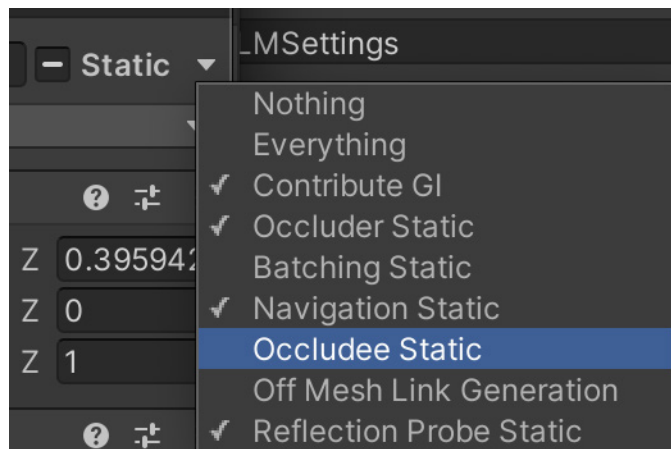 Static
LMSettings
Nothing
Everything
Contribute GI
Occluder Static
Batching Static
Navigation Static
Occludee Static
Off Mesh Link Generation
Reflection Probe Static
Z 0.395942
Z 0
Z 1